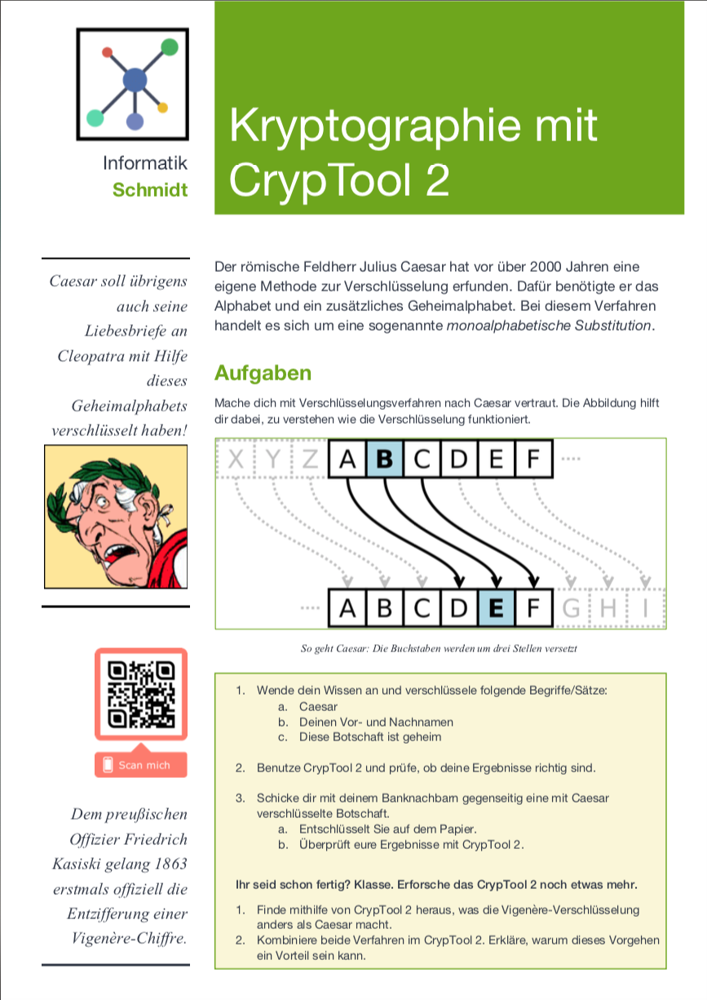 Informatik
Schmidt
Kryptographie mit
CrypTool 2
Caesar soll übrigens
auch seine
Liebesbriefe an
Cleopatra mit Hilfe
dieses
Geheimalphabets
verschlüsselt haben!
Der römische Feldherr Julius Caesar hat vor über 2000 Jahren eine
eigene Methode zur Verschlüsselung erfunden. Dafür benötigte er das
Alphabet und ein zusätzliches Geheimalphabet. Bei diesem Verfahren
handelt es sich um eine sogenannte monoalphabetische Substitution.
Aufgaben
Mache dich mit Verschlüsselungsverfahren nach Caesar vertraut. Die Abbildung hilft
dir dabei, zu verstehen wie die Verschlüsselung funktioniert.
X Y Z A B C D E F ....
.... A B C D E F G H I
So geht Caesar: Die Buchstaben werden um drei Stellen versetzt
Scan mich
Dem preußischen
Offizier Friedrich
Kasiski gelang 1863
erstmals offiziell die
Entzifferung einer
Vigenère-Chiffre.
1. Wende dein Wissen an und verschlüssele folgende Begriffe/Sätze:
a. Caesar
b. Deinen Vor- und Nachnamen
c. Diese Botschaft ist geheim
2. Benutze CrypTool 2 und prüfe, ob deine Ergebnisse richtig sind.
3. Schicke dir mit deinem Banknachbarn gegenseitig eine mit Caesar
verschlüsselte Botschaft.
a. Entschlüsselt Sie auf dem Papier.
b. Überprüft eure Ergebnisse mit CrypTool 2.
Ihr seid schon fertig? Klasse. Erforsche das CrypTool 2 noch etwas mehr.
1. Finde mithilfe von CrypTool 2 heraus, was die Vigenère-Verschlüsselung
anders als Caesar macht.
2. Kombiniere beide Verfahren im CrypTool 2. Erkläre, warum dieses Vorgehen
ein Vorteil sein kann.